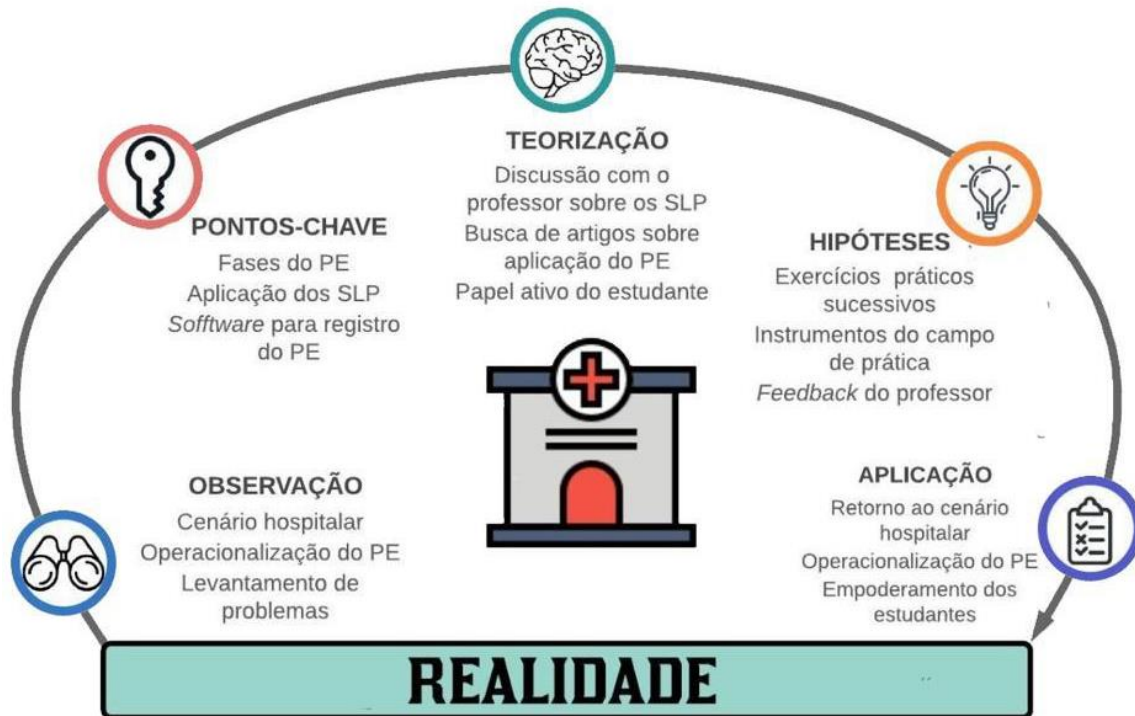 TEORIZAÇÃO
Discussão com o
professor sobre os SLP
Busca de artigos sobre
aplicação do PE
Papel ativo do estudante
PONTOS-CHAVE
Fases do PE
Aplicação dos SLP
Sofftware para registro
do PE
HIPÓTESES
Exercícios práticos
sucessivos
Instrumentos do campo
de prática
Feedback do professor
OBSERVAÇÃO
Cenário hospitalar
Operacionalização do PE
Levantamento de
problemas
APLICAÇÃO
Retorno ao cenário
hospitalar
Operacionalização do PE
Empoderamento dos
estudantes
REALIDADE